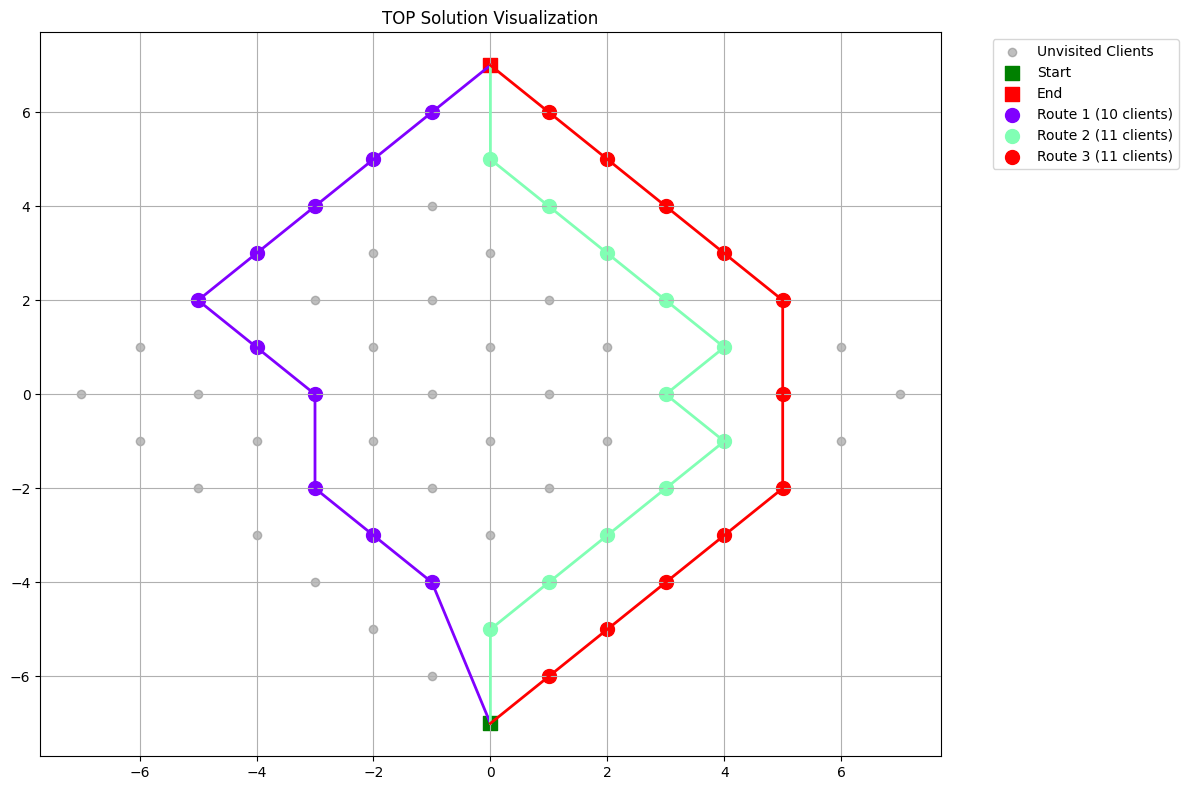 TOP Solution Visualization
Unvisited Clients
Start
End
Route 1 (10 clients)
Route 2 (11 clients)
Route 3 (11 clients)
6
4
2
0
−2
−4
−6
−6 −4 −2 0 2 4 6